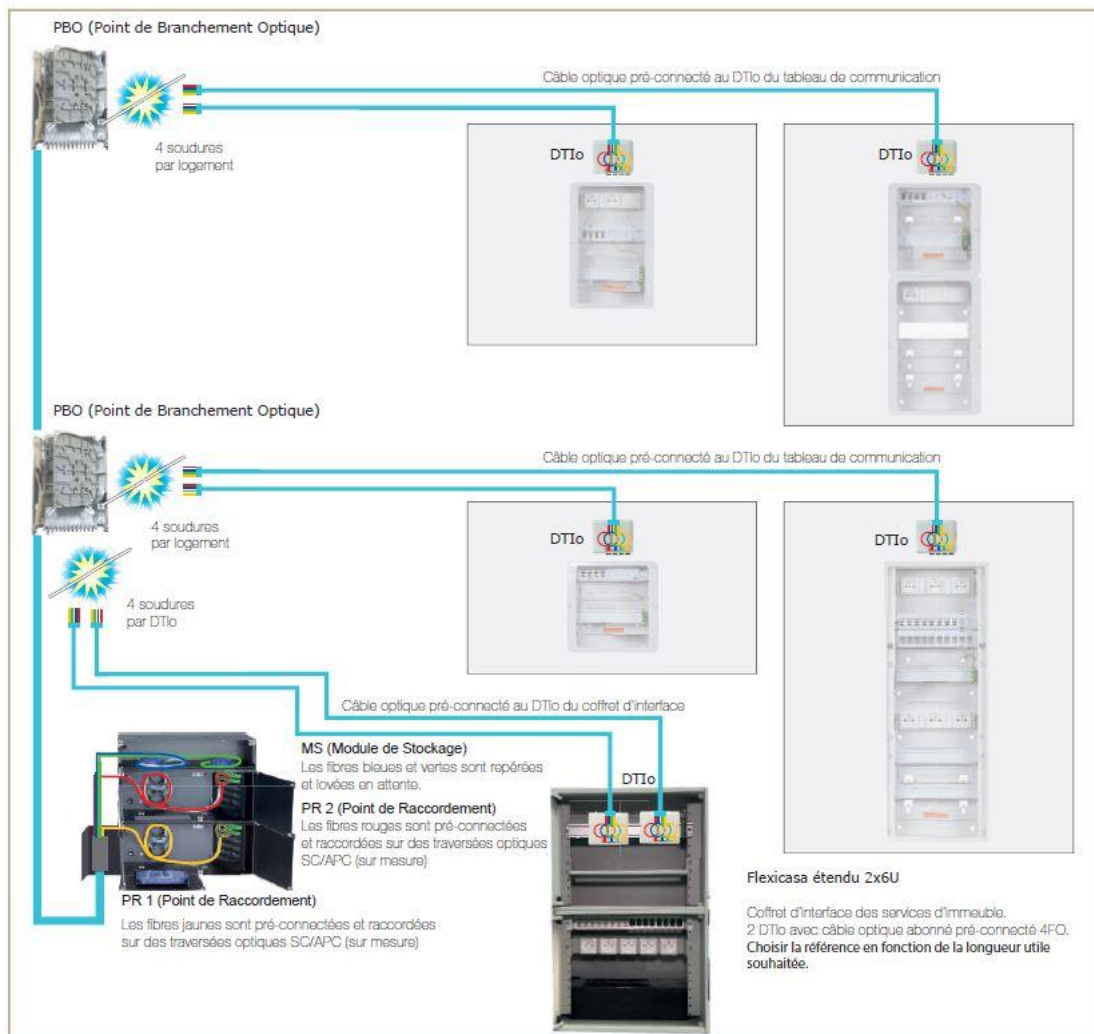 PBO (Point de Branchement Optique)
Câble optique pré-connecté au DTIo du tableau de communication
4 soudures
par logement
DTIo
DTIo
PBO (Point de Branchement Optique)
Câble optique pré-connecté au DTIo du tableau de communication
4 soudures
par logement
DTIo
DTIo
4 soudures
par DTIo
Câble optique pré-connecté au DTIo du coffret d'interface
MS (Module de Stockage)
Les fibres bleues et vertes sont repérées
et lovées en attente.
DTIo
PR 2 (Point de Raccordement)
Les fibres rouges sont pré-connectées
et raccordées sur des traversées optiques
SC/APC (sur mesure)
PR 1 (Point de Raccordement)
Les fibres jaunes sont pré-connectées et raccordées
sur des traversées optiques SC/APC (sur mesure)
Flexicasa étendu 2x6U
Coffret d'interface des services d'immeuble.
2 DTIo avec câble optique abonné pré-connecté 4FO.
Choisir la référence en fonction de la longueur utile
souhaitée.